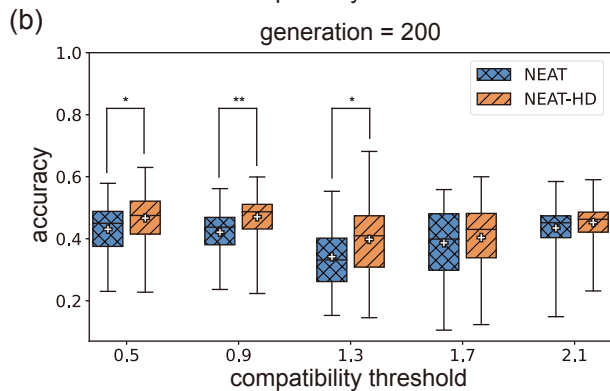 (b)
generation = 200
1.0
0.8
0.6
0.4
0.2
accuracy
NEAT
NEAT-HD
*
**
*
0.5 0.9 1.3 1.7 2.1
compatibility threshold